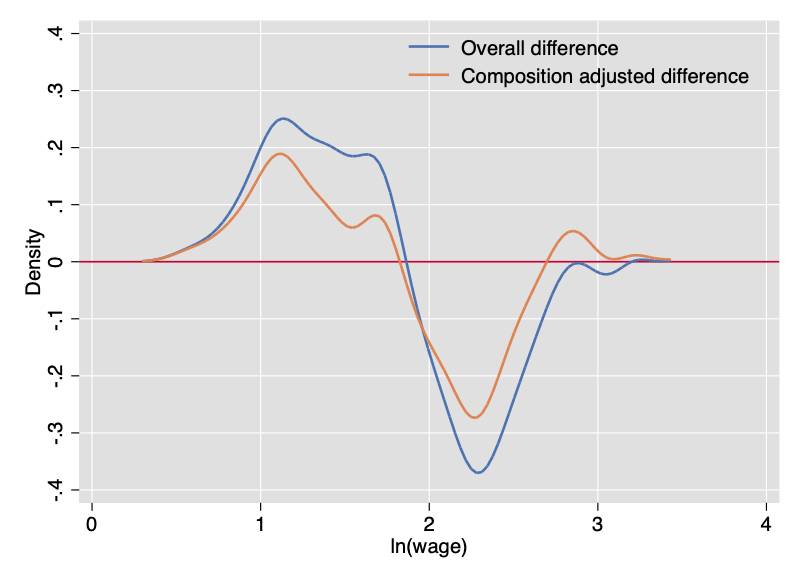 Overall difference
Composition adjusted difference
Density
.4
.3
.2
.1
0
-.1
-.2
-.3
-.4
0 1 2 3 4
ln(wage)